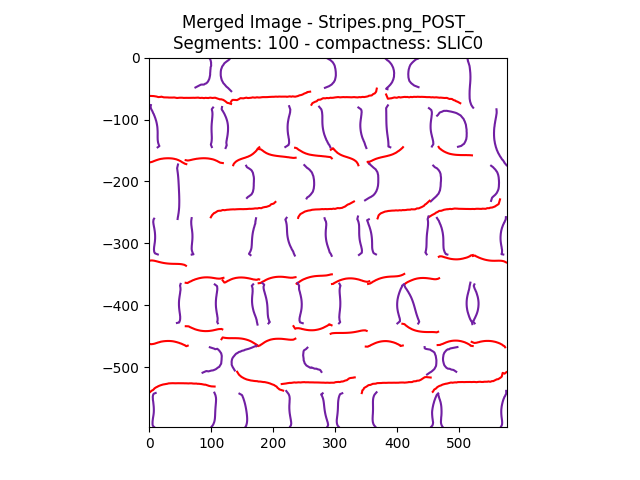 Merged Image - Stripes.png_POST_
Segments: 100 - compactness: SLIC0
0
−100
−200
−300
−400
−500
0 100 200 300 400 500